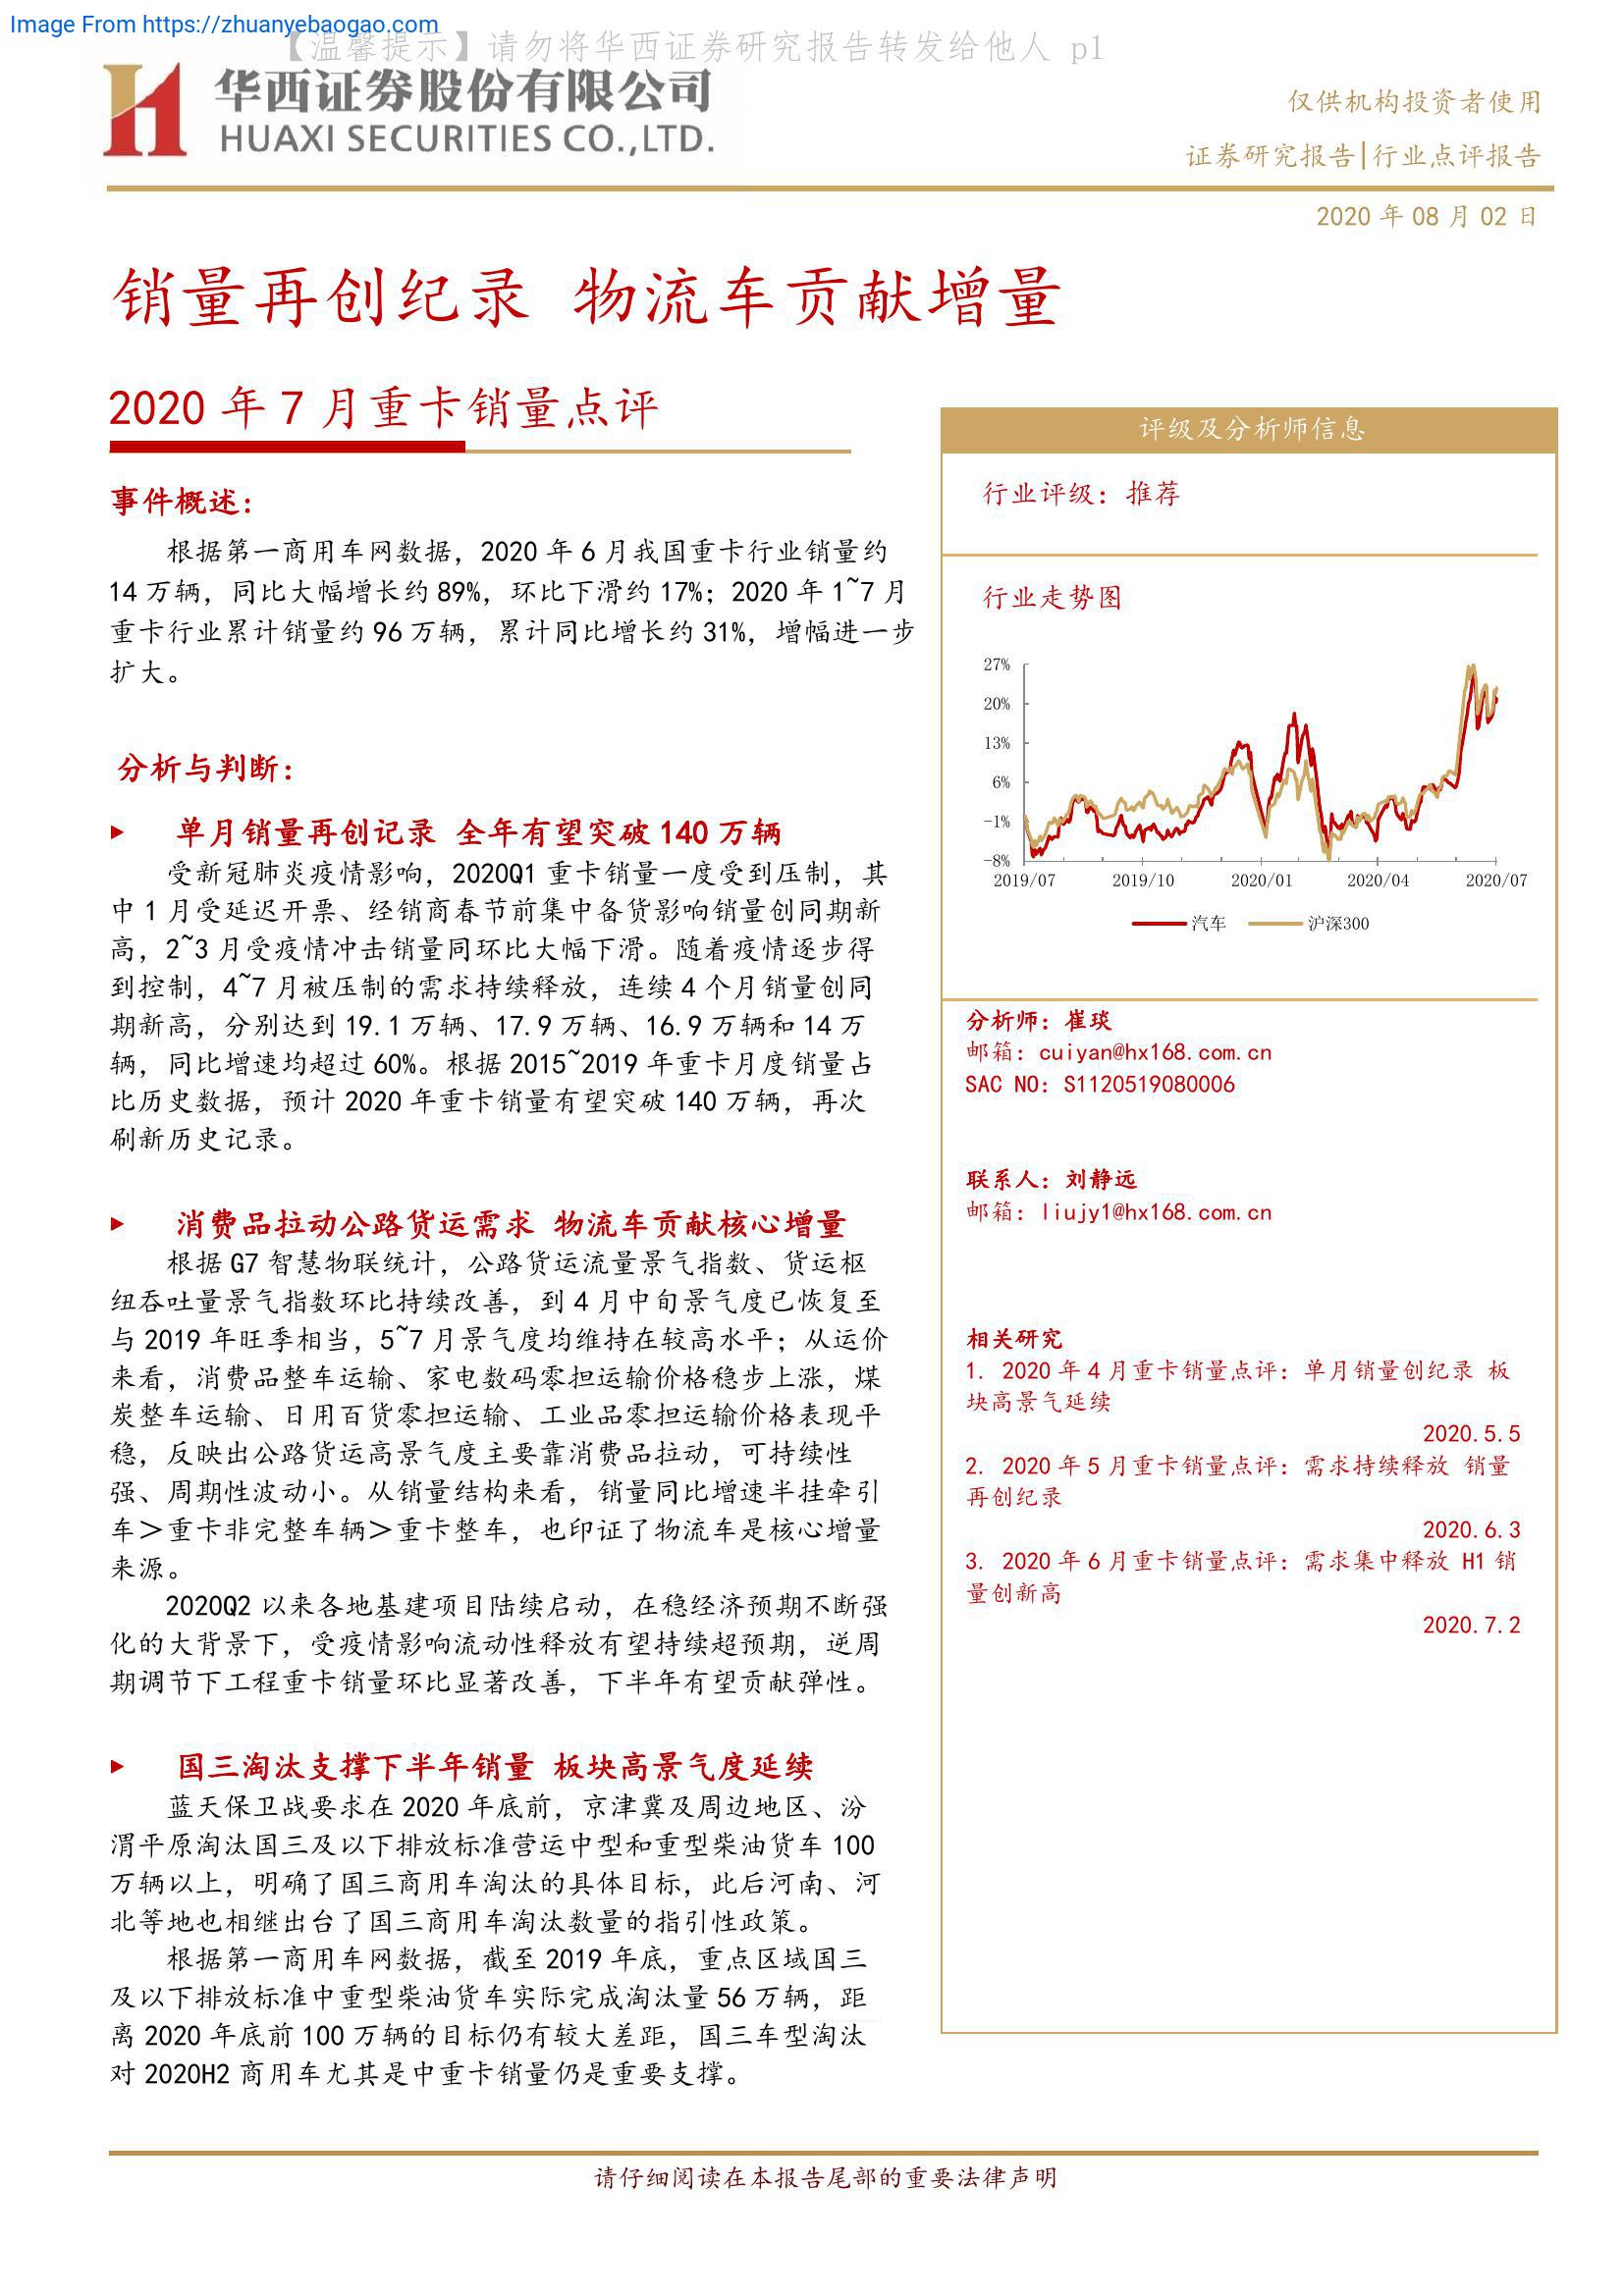 Image From https://zhuanyebaogao.com
【温馨提示】请勿将华西证券研究报告转发给他人 p1
华西证券股份有限公司
HUAXI SECURITIES CO.,LTD.
仅供机构投资者使用
证券研究报告|行业点评报告
2020 年 08 月 02 日
销量再创纪录 物流车贡献增量
2020 年 7 月重卡销量点评
事件概述：
根据第一商用车网数据，2020 年 6 月我国重卡行业销量约
14 万辆，同比大幅增长约 89%，环比下滑约 17%；2020 年 1~7 月
重卡行业累计销量约 96 万辆，累计同比增长约 31%，增幅进一步
扩大。
分析与判断：
► 单月销量再创记录 全年有望突破 140 万辆
受新冠肺炎疫情影响，2020Q1 重卡销量一度受到压制，其
中 1 月受延迟开票、经销商春节前集中备货影响销量创同期新
高，2~3 月受疫情冲击销量同环比大幅下滑。随着疫情逐步得
到控制，4~7 月被压制的需求持续释放，连续 4 个月销量创同
期新高，分别达到 19.1 万辆、17.9 万辆、16.9 万辆和 14 万
辆，同比增速均超过 60%。根据 2015~2019 年重卡月度销量占
比历史数据，预计 2020 年重卡销量有望突破 140 万辆，再次
刷新历史记录。
► 消费品拉动公路货运需求 物流车贡献核心增量
根据 G7 智慧物联统计，公路货运流量景气指数、货运枢
纽吞吐量景气指数环比持续改善，到 4 月中旬景气度已恢复至
与 2019 年旺季相当，5~7 月景气度均维持在较高水平；从运价
来看，消费品整车运输、家电数码零担运输价格稳步上涨，煤
炭整车运输、日用百货零担运输、工业品零担运输价格表现平
稳，反映出公路货运高景气度主要靠消费品拉动，可持续性
强、周期性波动小。从销量结构来看，销量同比增速半挂牵引
车＞重卡非完整车辆＞重卡整车，也印证了物流车是核心增量
来源。
2020Q2 以来各地基建项目陆续启动，在稳经济预期不断强
化的大背景下，受疫情影响流动性释放有望持续超预期，逆周
期调节下工程重卡销量环比显著改善，下半年有望贡献弹性。
► 国三淘汰支撑下半年销量 板块高景气度延续
蓝天保卫战要求在 2020 年底前，京津冀及周边地区、汾
渭平原淘汰国三及以下排放标准营运中型和重型柴油货车 100
万辆以上，明确了国三商用车淘汰的具体目标，此后河南、河
北等地也相继出台了国三商用车淘汰数量的指引性政策。
根据第一商用车网数据，截至 2019 年底，重点区域国三
及以下排放标准中重型柴油货车实际完成淘汰量 56 万辆，距
离 2020 年底前 100 万辆的目标仍有较大差距，国三车型淘汰
对 2020H2 商用车尤其是中重卡销量仍是重要支撑。
评级及分析师信息
行业评级：推荐
行业走势图
27%
20%
13%
6%
-1%
-8%
2019/07 2019/10 2020/01 2020/04 2020/07
汽车 沪深300
分析师：崔琰
邮箱：cuiyan@hx168.com.cn
SAC NO：S1120519080006
联系人：刘静远
邮箱：liujy1@hx168.com.cn
相关研究
1. 2020 年 4 月重卡销量点评：单月销量创纪录 板
块高景气延续
2020.5.5
2. 2020 年 5 月重卡销量点评：需求持续释放 销量
再创纪录
2020.6.3
3. 2020 年 6 月重卡销量点评：需求集中释放 H1 销
量创新高
2020.7.2
请仔细阅读在本报告尾部的重要法律声明